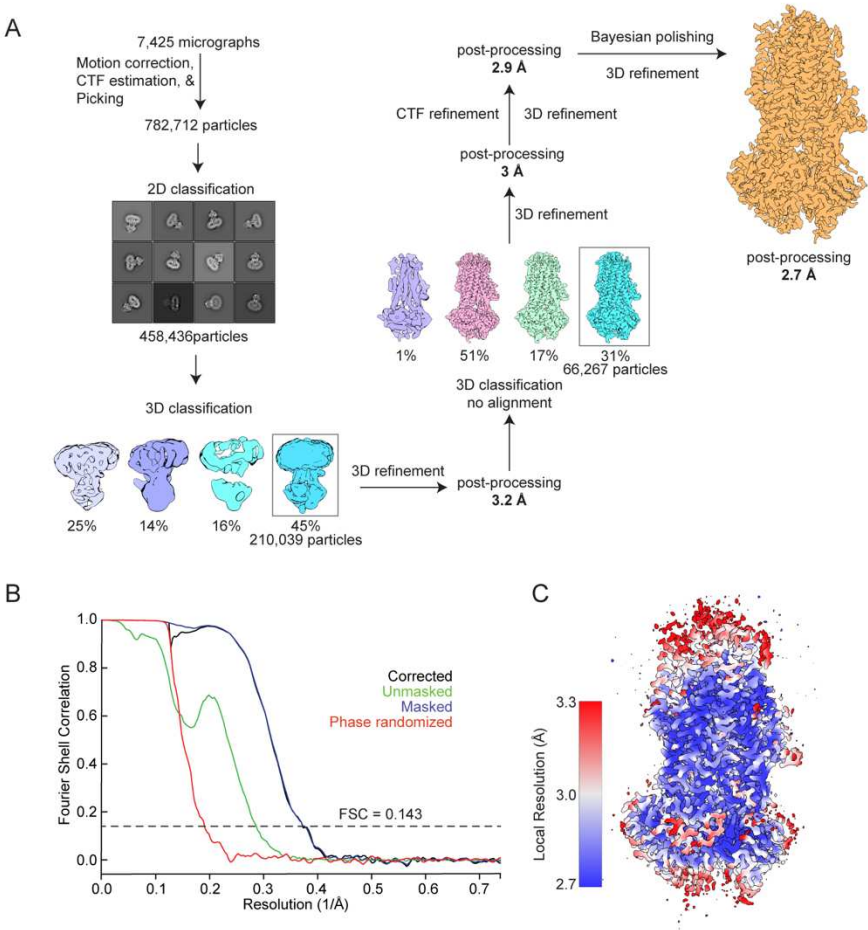 A
7,425 micrographs
Motion correction,
CTF estimation, &
Picking
782,712 particles
2D classification
458,436particles
3D classification
25%
14%
16%
45%
210,039 particles
3D refinement
post-processing
3.2 Å
3D classification
no alignment
1%
51%
17%
31%
66,267 particles
3D refinement
post-processing
3 Å
CTF refinement
3D refinement
post-processing
2.9 Å
Bayesian polishing
3D refinement
post-processing
2.7 Å
B
Fourier Shell Correlation
1.0
0.8
0.6
0.4
0.2
0.0
Corrected
Unmasked
Masked
Phase randomized
FSC = 0.143
0.0
0.1
0.2
0.3
0.4
0.5
0.6
0.7
Resolution (1/Å)
C
Local Resolution (Å)
3.3
3.0
2.7